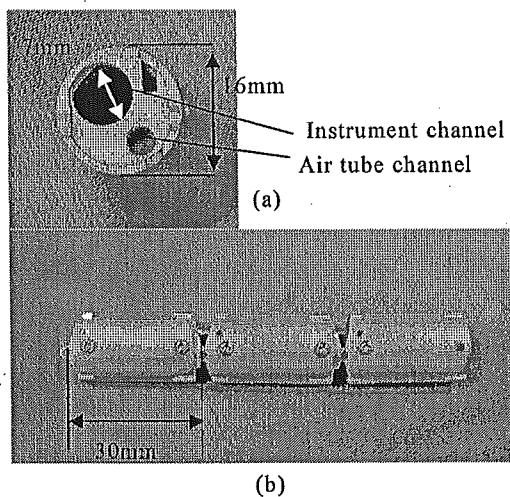 7mm
16mm
Instrument channel
Air tube channel
(a)
30mm
(b)